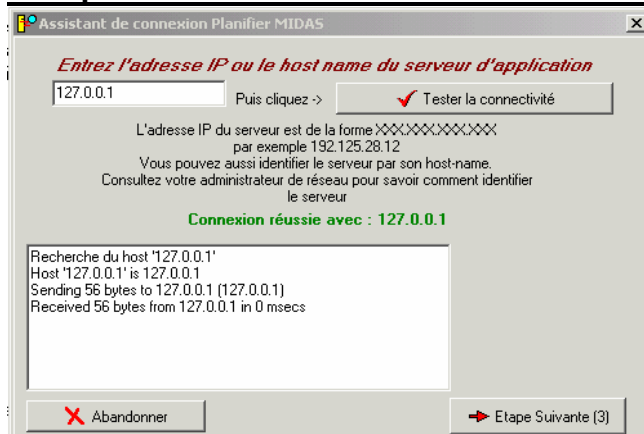 Assistant de connexion Planifier MIDAS
Entrez l'adresse IP ou le host name du serveur d'application
127.0.0.1
Puis cliquez ->
Tester la connectivité
L'adresse IP du serveur est de la forme XXX.XXX.XXX.XXX
par exemple 192.125.28.12
Vous pouvez aussi identifier le serveur par son host-name.
Consultez votre administrateur de réseau pour savoir comment identifier
le serveur
Connexion réussie avec : 127.0.0.1
Recherche du host '127.0.0.1'
Host '127.0.0.1' is 127.0.0.1
Sending 56 bytes to 127.0.0.1 (127.0.0.1)
Received 56 bytes from 127.0.0.1 in 0 msecs
Abandonner
Etape Suivante (3)